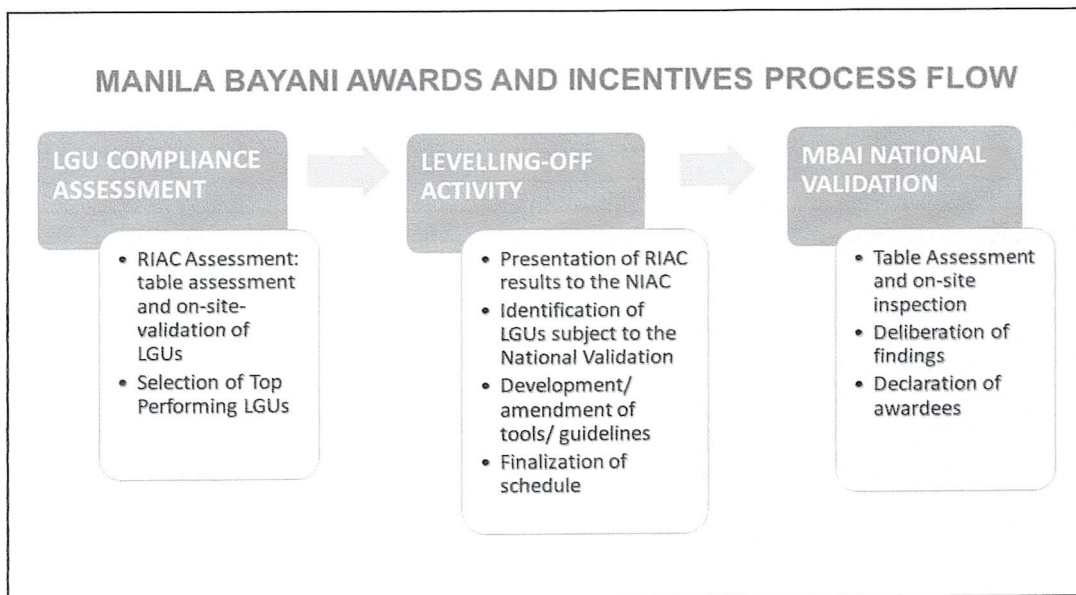 MANILA BAYANI AWARDS AND INCENTIVES PROCESS FLOW
LGU COMPLIANCE
ASSESSMENT
• RIAC Assessment:
table assessment
and on-site-
validation of
LGUs
• Selection of Top
Performing LGUs
LEVELLING-OFF
ACTIVITY
• Presentation of RIAC
results to the NIAC
• Identification of
LGUs subject to the
National Validation
• Development/
amendment of
tools/ guidelines
• Finalization of
schedule
MBAI NATIONAL
VALIDATION
• Table Assessment
and on-site
inspection
• Deliberation of
findings
• Declaration of
awardees